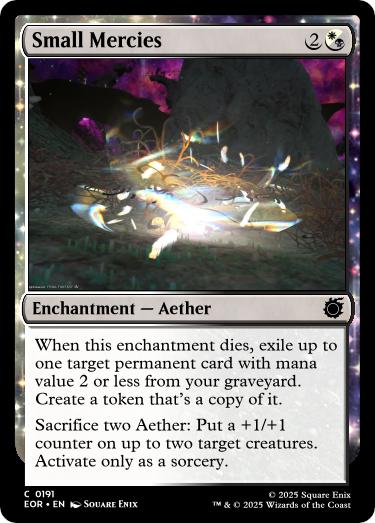 Small Mercies 2
Enchantment — Aether
When this enchantment dies, exile up to
one target permanent card with mana
value 2 or less from your graveyard.
Create a token that's a copy of it.
Sacrifice two Aether: Put a +1/+1
counter on up to two target creatures.
Activate only as a sorcery.
C 0191 © 2025 Square Enix
EOR • EN Square Enix ™ & © 2025 Wizards of the Coast